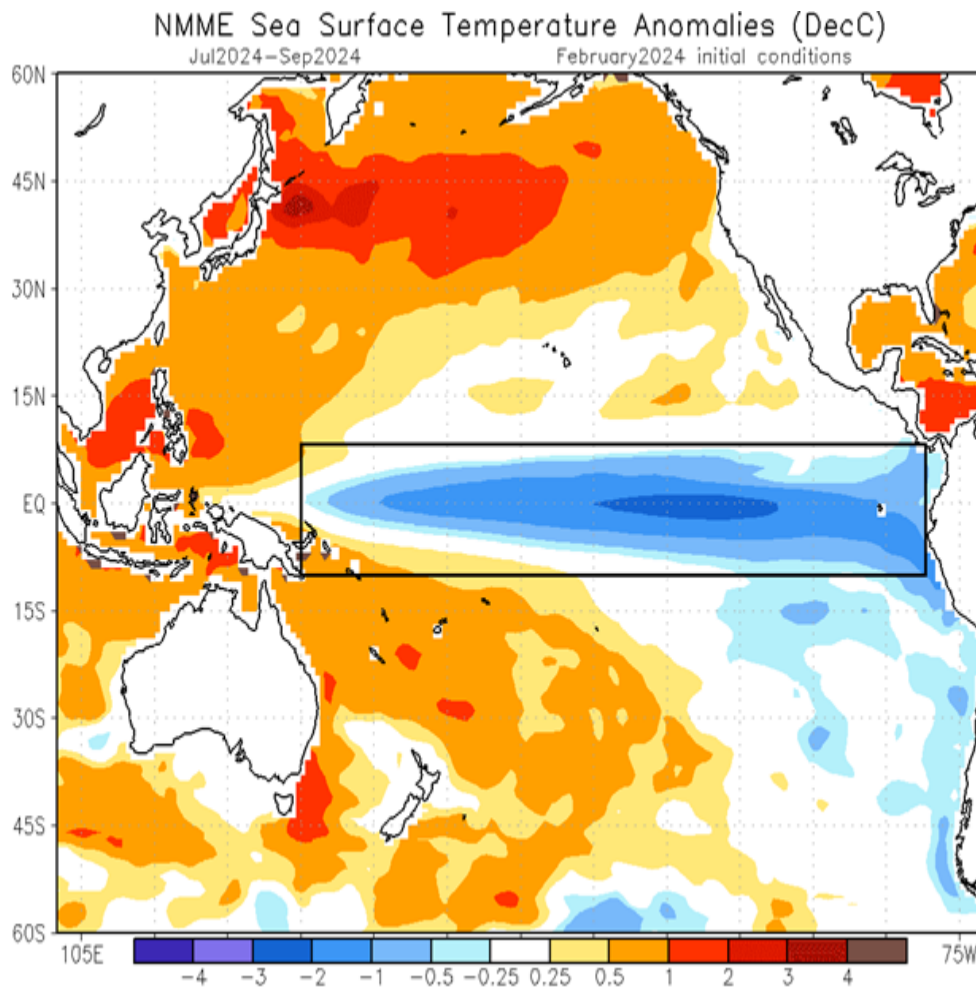 NMME Sea Surface Temperature Anomalies (DecC)
Jul2024-Sep2024 February2024 initial conditions
60N
45N
30N
15N
EQ
15S
30S
45S
60S
105E 75W
-4 -3 -2 -1 -0.5 -0.25 0.25 0.5 1 2 3 4